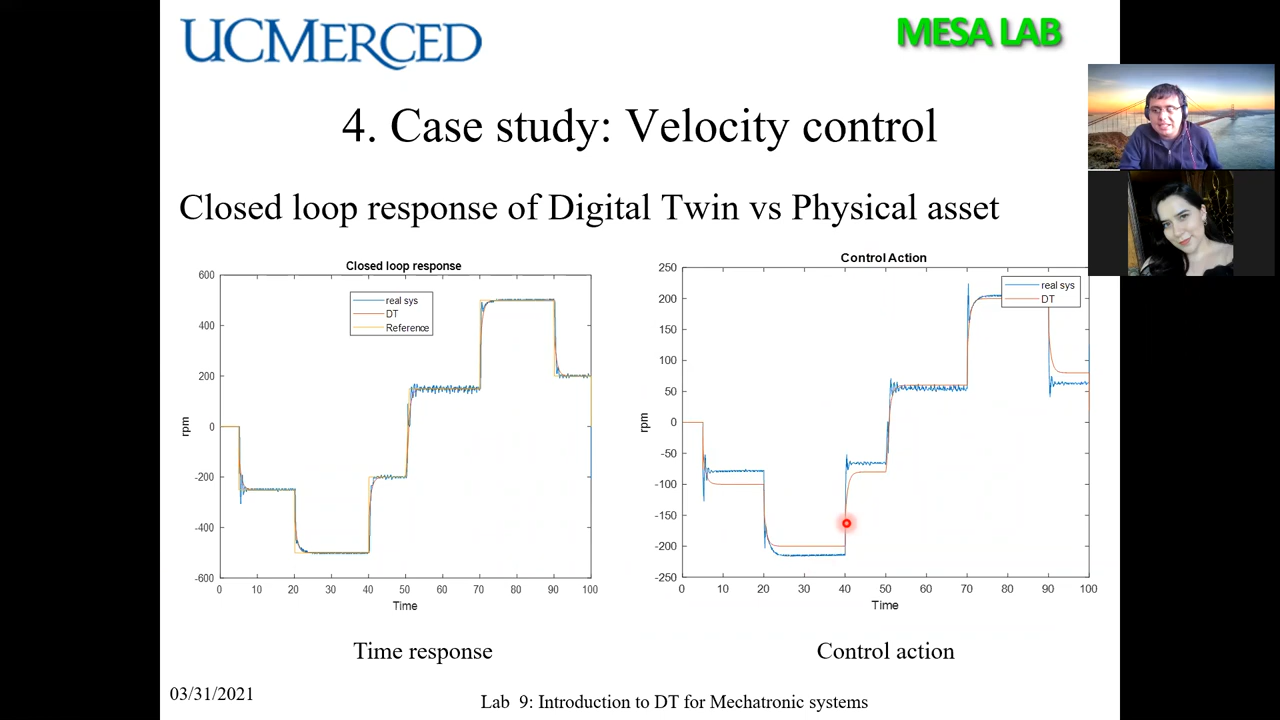 UCMERCED
MESA LAB
4. Case study: Velocity control
Closed loop response of Digital Twin vs Physical asset
Closed loop response
600
400
200
0
-200
-400
-600
rpm
real sys
DT
Reference
0 10 20 30 40 50 60 70 80 90 100
Time
Control Action
250
200
150
100
50
0
-50
-100
-150
-200
-250
rpm
real sys
DT
0 10 20 30 40 50 60 70 80 90 100
Time
Time response
Control action
03/31/2021
Lab 9: Introduction to DT for Mechatronic systems